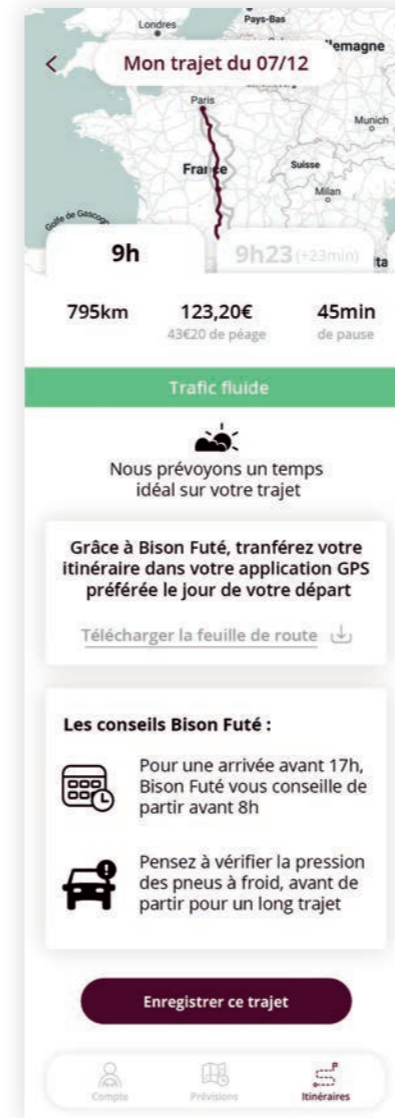 Londres
Pays-Bas
emagne
Mon trajet du 07/12
Paris
Munich
France
Suisse
Milan
Golfe de Gascog
ta
9h
9h23 (+23min)
795km 123,20€ 45min
43€20 de péage de pause
Trafic fluide
Nous prévoyons un temps
idéal sur votre trajet
Grâce à Bison Futé, tranférez votre
itinéraire dans votre application GPS
préférée le jour de votre départ
Télécharger la feuille de route
Les conseils Bison Futé :
Pour une arrivée avant 17h,
Bison Futé vous conseille de
partir avant 8h
Pensez à vérifier la pression
des pneus à froid, avant de
partir pour un long trajet
Enregistrer ce trajet
Compte Prévisions Itinéraires